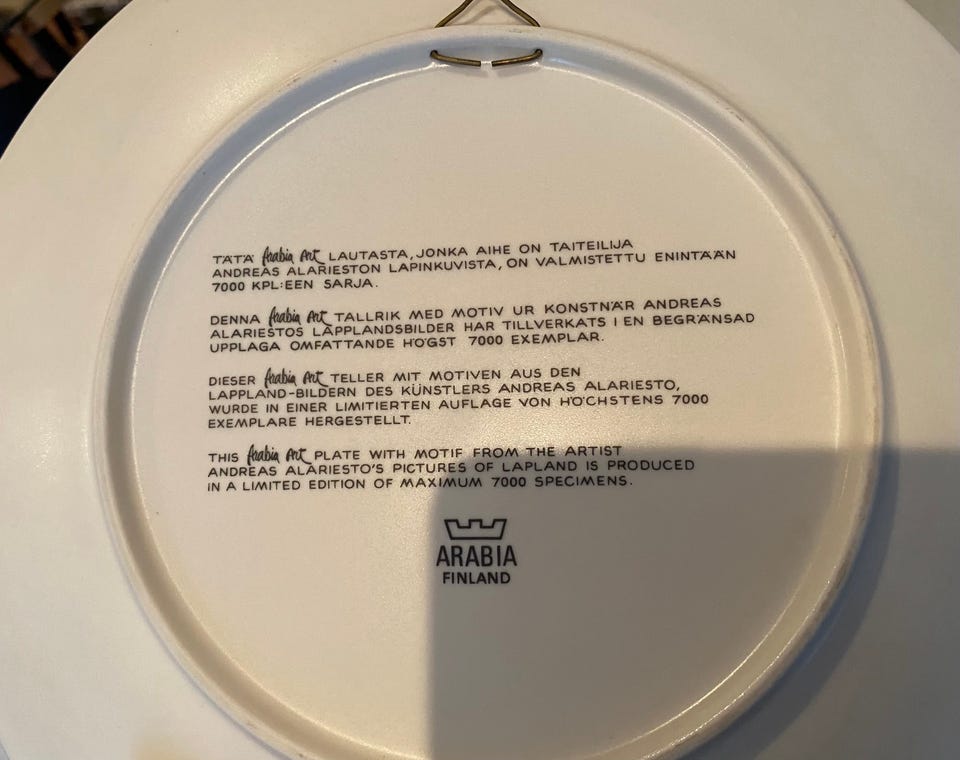 TÄTÄ Arabia Art LAUTASTA, JONKA AIHE ON TAITEILIJA
ANDREAS ALARIESTON LAPINKUVISTA, ON VALMISTETTU ENINTÄÄN
7000 KPL:EEN SARJA.
DENNA Arabia Art TALLRIK MED MOTIV UR KONSTNÄR ANDREAS
ALARIESTOS LAPPLANDSBILDER HAR TILLVERKATS I EN BEGRÄNSAD
UPPLAGA OMFATTANDE HÖGST 7000 EXEMPLAR.
DIESER Arabia Art TELLER MIT MOTIVEN AUS DEN
LAPPLAND-BILDERN DES KÜNSTLERS ANDREAS ALARIESTO,
WURDE IN EINER LIMITIERTEN AUFLAGE VON HÖCHSTENS 7000
EXEMPLARE HERGESTELLT.
THIS Arabia Art PLATE WITH MOTIF FROM THE ARTIST
ANDREAS ALARIESTO'S PICTURES OF LAPLAND IS PRODUCED
IN A LIMITED EDITION OF MAXIMUM 7000 SPECIMENS.
ARABIA
FINLAND